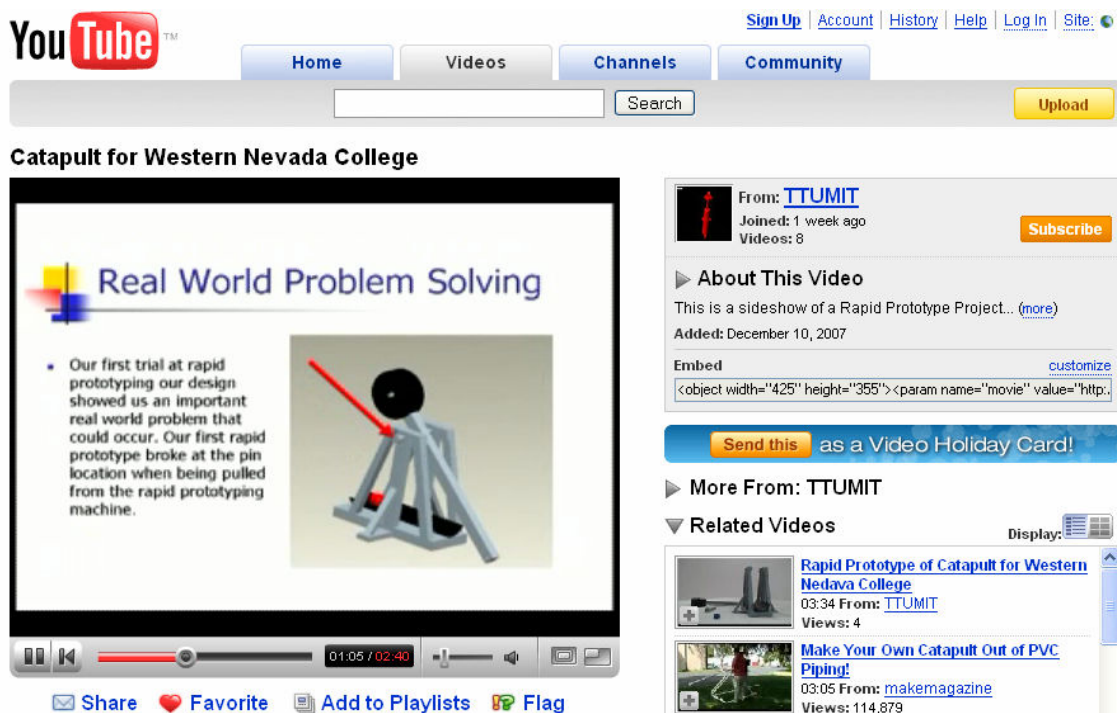 You Tube TM
Sign Up | Account | History | Help | Log In | Site:
Home Videos Channels Community
Search
Upload
Catapult for Western Nevada College
Real World Problem Solving
Our first trial at rapid
prototyping our design
showed us an important
real world problem that
could occur. Our first rapid
prototype broke at the pin
location when being pulled
from the rapid prototyping
machine.
01:05 / 02:40
Share Favorite Add to Playlists Flag
From: TTUMIT
Joined: 1 week ago
Videos: 8
Subscribe
About This Video
This is a sideshow of a Rapid Prototype Project... (more)
Added: December 10, 2007
Embed customize
<object width="425" height="355"><param name="movie" value="http:.
Send this as a Video Holiday Card!
More From: TTUMIT
Related Videos Display:
Rapid Prototype of Catapult for Western
Nedava College
03:34 From: TTUMIT
Views: 4
Make Your Own Catapult Out of PVC
Piping!
03:05 From: makemagazine
Views: 114,879